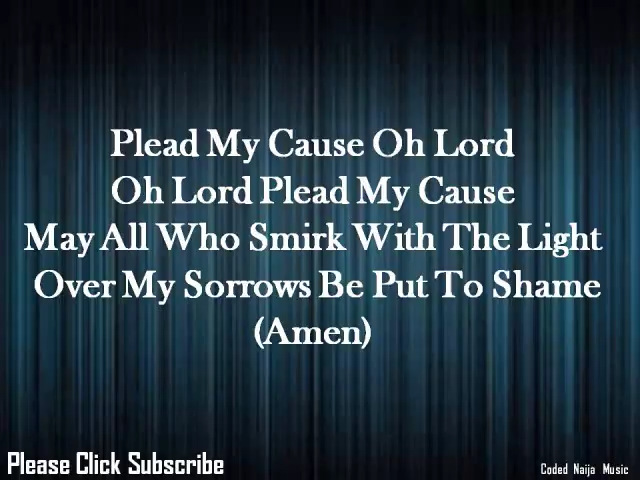 Plead My Cause Oh Lord
Oh Lord Plead My Cause
May All Who Smirk With The Light
Over My Sorrows Be Put To Shame
(Amen)
Please Click Subscribe
Coded Naija Music